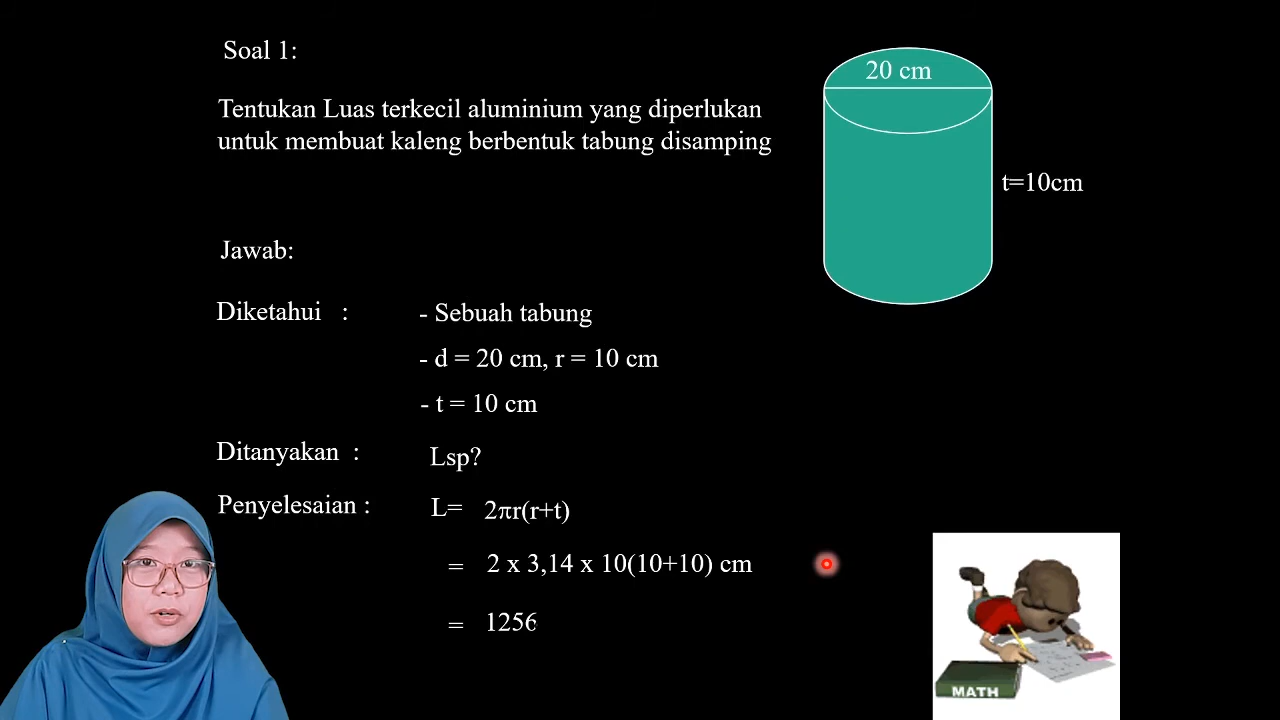 Soal 1:
20 cm
Tentukan Luas terkecil aluminium yang diperlukan
untuk membuat kaleng berbentuk tabung disamping
t=10cm
Jawab:
Diketahui :
- Sebuah tabung
- d = 20 cm, r = 10 cm
- t = 10 cm
Ditanyakan :
Lsp?
Penyelesaian :
L= 2πr(r+t)
= 2 x 3,14 x 10(10+10) cm
= 1256
MATH